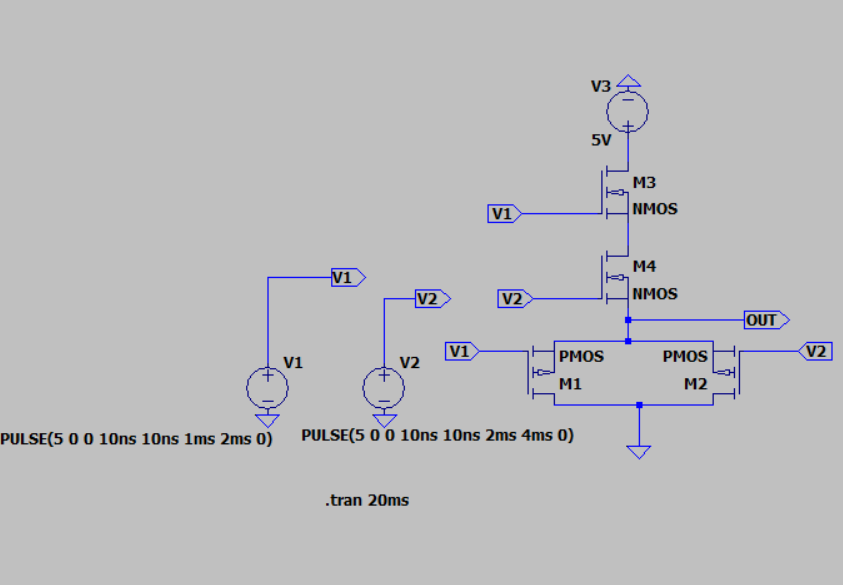 V3
5V
M3
V1
NMOS
M4
V1
V2
V2
NMOS
OUT
V1
PMOS
PMOS
V2
V1
V2
M1
M2
PULSE(5 0 0 10ns 10ns 1ms 2ms 0)
PULSE(5 0 0 10ns 10ns 2ms 4ms 0)
.tran 20ms